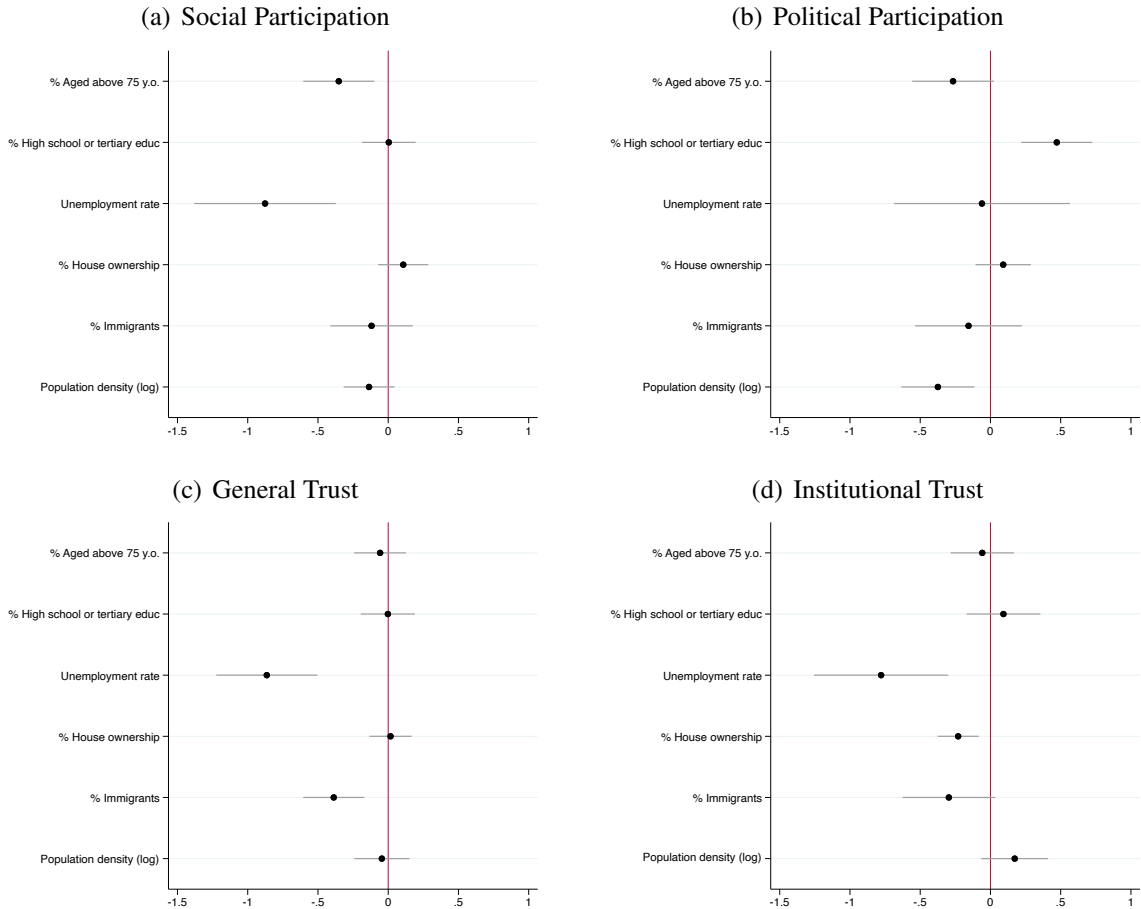 (a) Social Participation
% Aged above 75 y.o.
% High school or tertiary educ
Unemployment rate
% House ownership
% Immigrants
Population density (log)
-1.5 -1 -.5 0 .5 1
(b) Political Participation
% Aged above 75 y.o.
% High school or tertiary educ
Unemployment rate
% House ownership
% Immigrants
Population density (log)
-1.5 -1 -.5 0 .5 1
(c) General Trust
% Aged above 75 y.o.
% High school or tertiary educ
Unemployment rate
% House ownership
% Immigrants
Population density (log)
-1.5 -1 -.5 0 .5 1
(d) Institutional Trust
% Aged above 75 y.o.
% High school or tertiary educ
Unemployment rate
% House ownership
% Immigrants
Population density (log)
-1.5 -1 -.5 0 .5 1